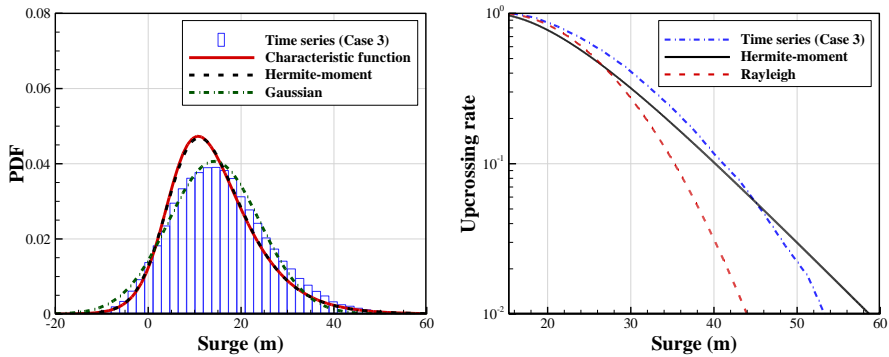 0.08
0.06
0.04
0.02
0
PDF
-20
0
20
40
60
Surge (m)
Time series (Case 3)
Characteristic function
Hermite-moment
Gaussian
10^0
10^-1
10^-2
Upcrossing rate
20
30
40
50
60
Surge (m)
Time series (Case 3)
Hermite-moment
Rayleigh